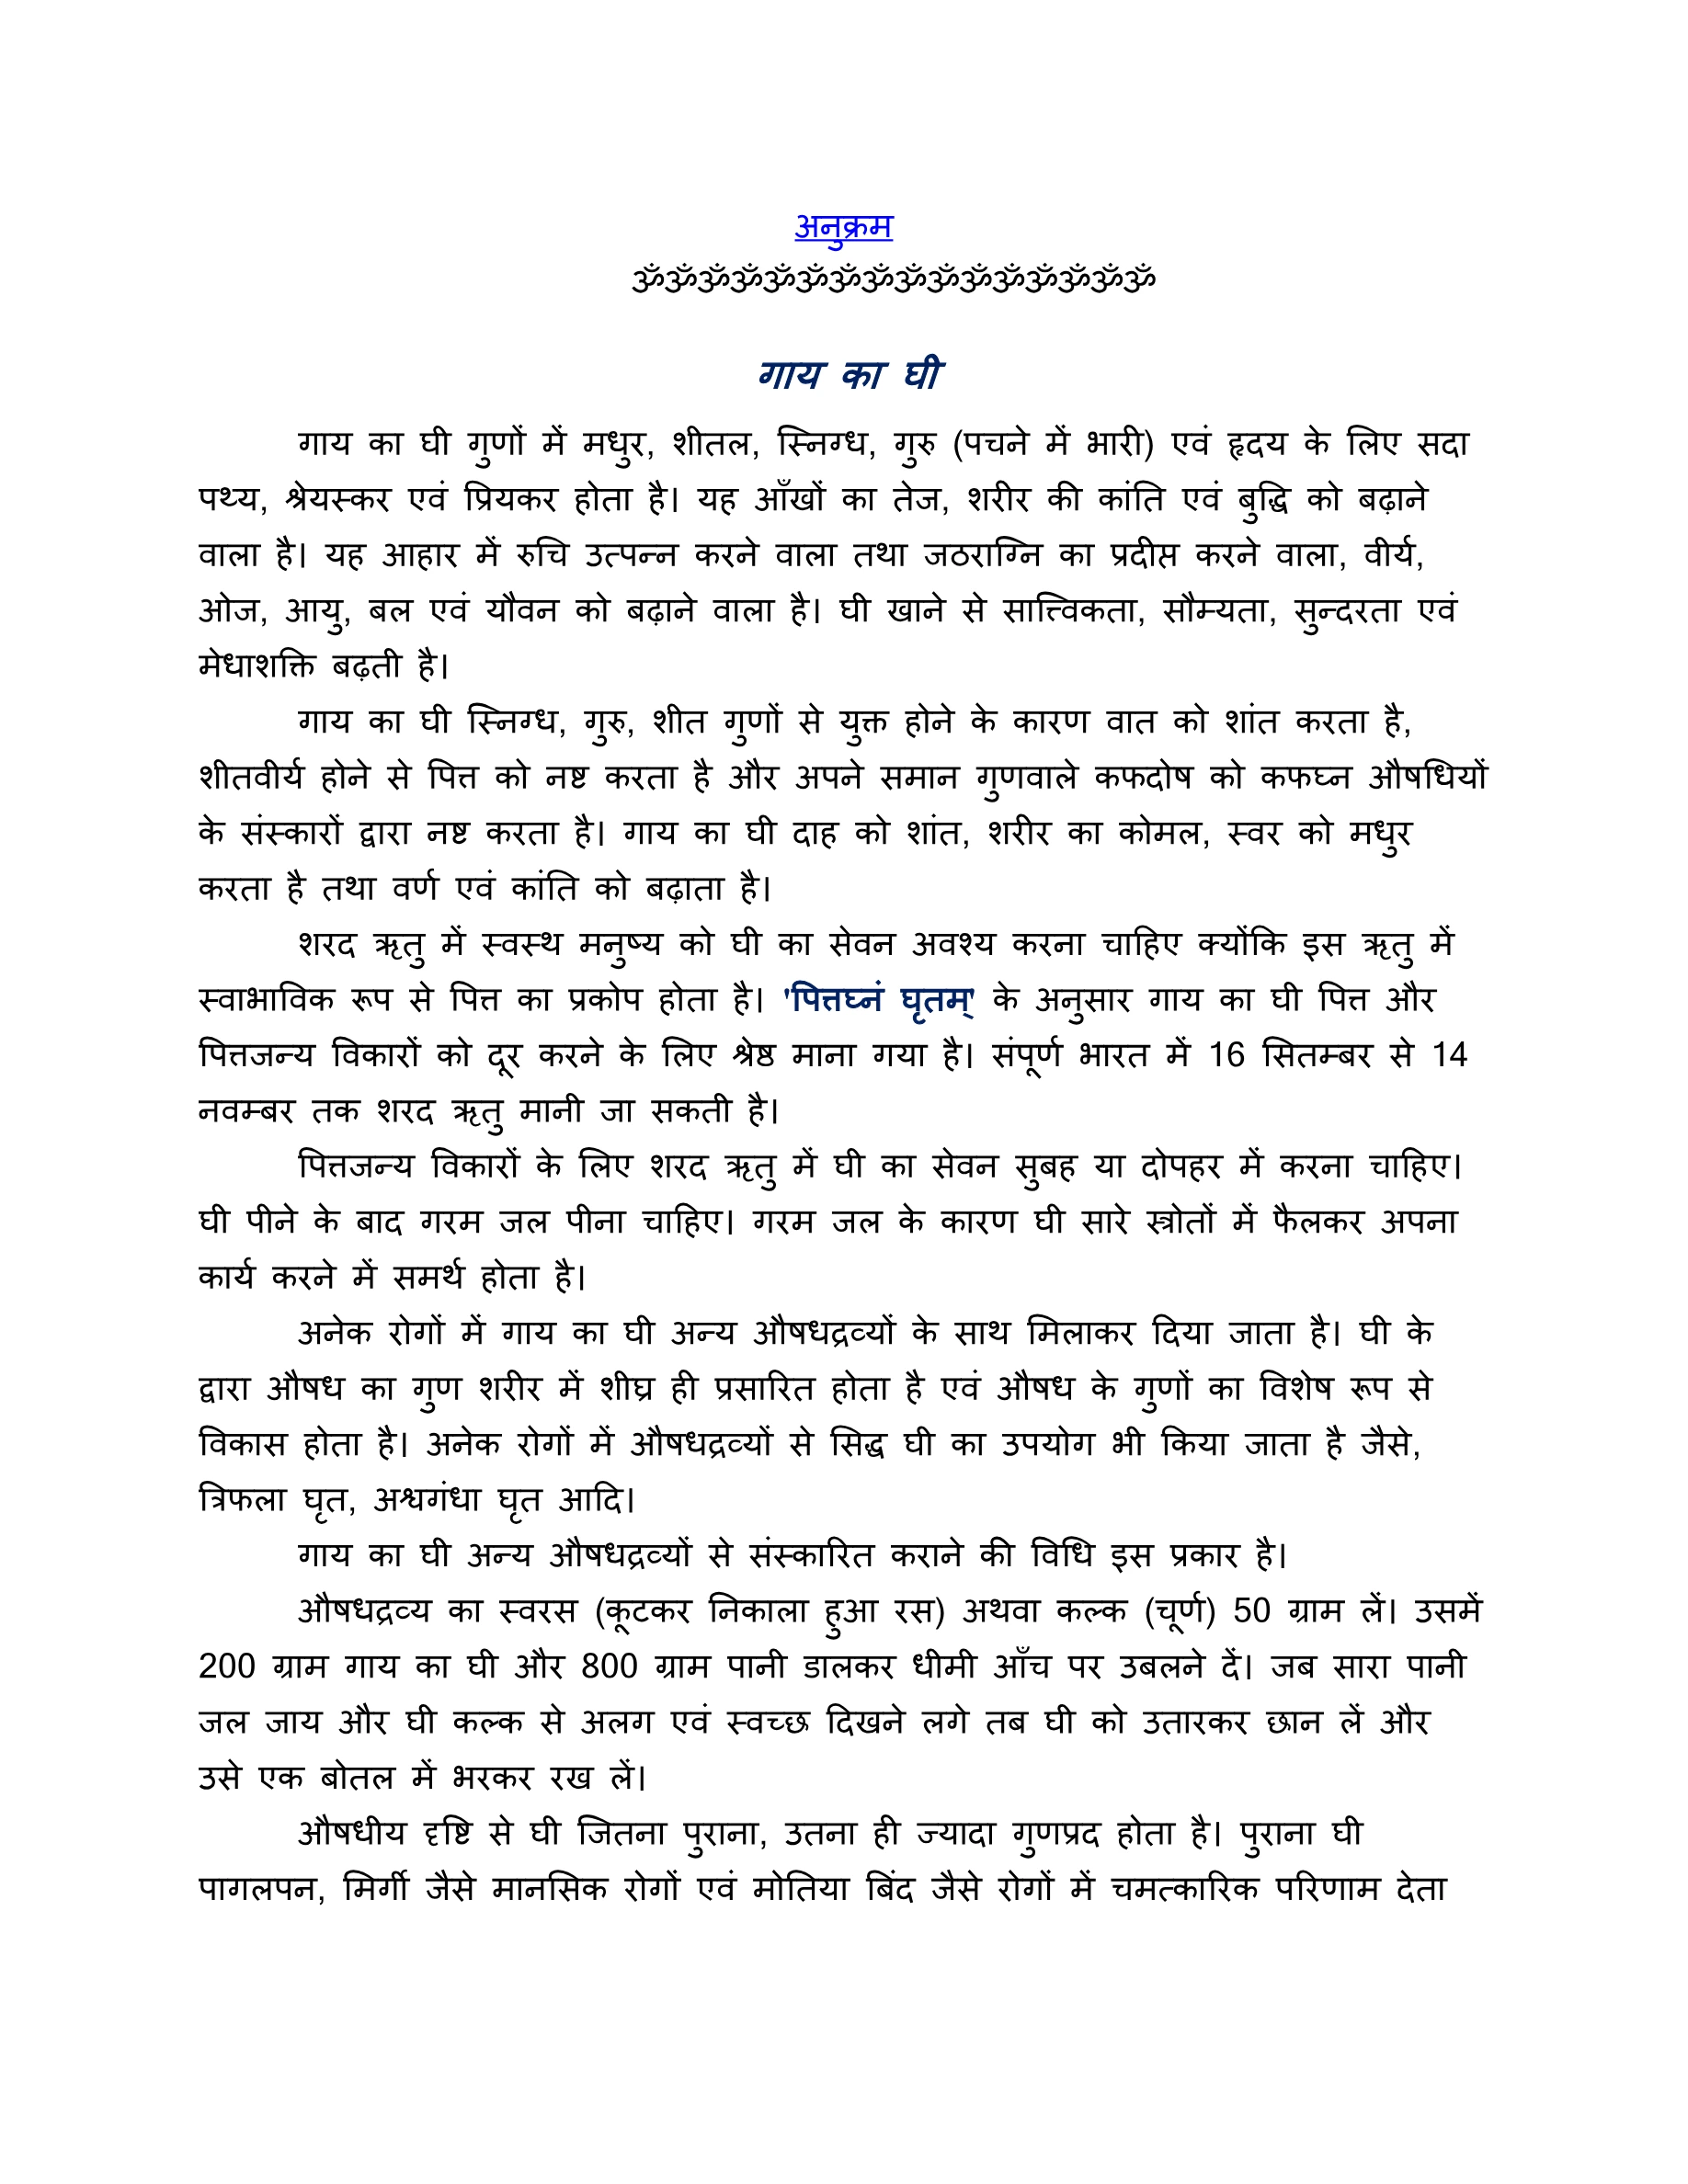 अनुक्रम
ॐॐॐॐॐॐॐॐॐॐॐॐॐॐॐॐ
गाय का घी
गाय का घी गुणों में मधुर, शीतल, स्निग्ध, गुरु (पचने में भारी) एवं हृदय के लिए सदा
पथ्य, श्रेयस्कर एवं प्रियकर होता है। यह आँखों का तेज, शरीर की कांति एवं बुद्धि को बढ़ाने
वाला है। यह आहार में रुचि उत्पन्न करने वाला तथा जठराग्नि का प्रदीप्त करने वाला, वीर्य,
ओज, आयु, बल एवं यौवन को बढ़ाने वाला है। घी खाने से सात्त्विकता, सौम्यता, सुन्दरता एवं
मेधाशक्ति बढ़ती है।
गाय का घी स्निग्ध, गुरु, शीत गुणों से युक्त होने के कारण वात को शांत करता है,
शीतवीर्य होने से पित्त को नष्ट करता है और अपने समान गुणवाले कफदोष को कफघ्न औषधियों
के संस्कारों द्वारा नष्ट करता है। गाय का घी दाह को शांत, शरीर का कोमल, स्वर को मधुर
करता है तथा वर्ण एवं कांति को बढ़ाता है।
शरद ऋतु में स्वस्थ मनुष्य को घी का सेवन अवश्य करना चाहिए क्योंकि इस ऋतु में
स्वाभाविक रूप से पित्त का प्रकोप होता है। 'पित्तघ्नं घृतम्' के अनुसार गाय का घी पित्त और
पित्तजन्य विकारों को दूर करने के लिए श्रेष्ठ माना गया है। संपूर्ण भारत में 16 सितम्बर से 14
नवम्बर तक शरद ऋतु मानी जा सकती है।
पित्तजन्य विकारों के लिए शरद ऋतु में घी का सेवन सुबह या दोपहर में करना चाहिए।
घी पीने के बाद गरम जल पीना चाहिए। गरम जल के कारण घी सारे स्त्रोतों में फैलकर अपना
कार्य करने में समर्थ होता है।
अनेक रोगों में गाय का घी अन्य औषधद्रव्यों के साथ मिलाकर दिया जाता है। घी के
द्वारा औषध का गुण शरीर में शीघ्र ही प्रसारित होता है एवं औषध के गुणों का विशेष रूप से
विकास होता है। अनेक रोगों में औषधद्रव्यों से सिद्ध घी का उपयोग भी किया जाता है जैसे,
त्रिफला घृत, अश्वगंधा घृत आदि।
गाय का घी अन्य औषधद्रव्यों से संस्कारित कराने की विधि इस प्रकार है।
औषधद्रव्य का स्वरस (कूटकर निकाला हुआ रस) अथवा कल्क (चूर्ण) 50 ग्राम लें। उसमें
200 ग्राम गाय का घी और 800 ग्राम पानी डालकर धीमी आँच पर उबलने दें। जब सारा पानी
जल जाय और घी कल्क से अलग एवं स्वच्छ दिखने लगे तब घी को उतारकर छान लें और
उसे एक बोतल में भरकर रख लें।
औषधीय दृष्टि से घी जितना पुराना, उतना ही ज्यादा गुणप्रद होता है। पुराना घी
पागलपन, मिर्गी जैसे मानसिक रोगों एवं मोतिया बिंद जैसे रोगों में चमत्कारिक परिणाम देता